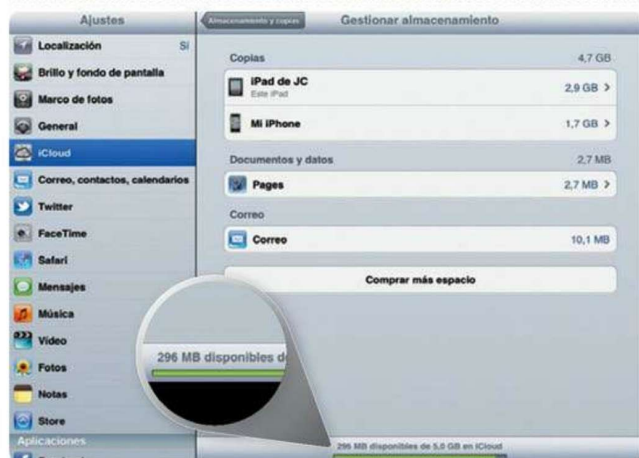 Ajustes
Almacenamiento y copias
Gestionar almacenamiento
Localización Sí
Brillo y fondo de pantalla
Marco de fotos
General
iCloud
Correo, contactos, calendarios
Twitter
FaceTime
Safari
Mensajes
Música
Vídeo
Fotos
Notas
Store
Aplicaciones
Copias 4,7 GB
iPad de JC 2,9 GB
Este iPad
Mi iPhone 1,7 GB
Documentos y datos 2,7 MB
Pages 2,7 MB
Correo
Correo 10,1 MB
Comprar más espacio
296 MB disponibles d
296 MB disponibles de 5,0 GB en iCloud